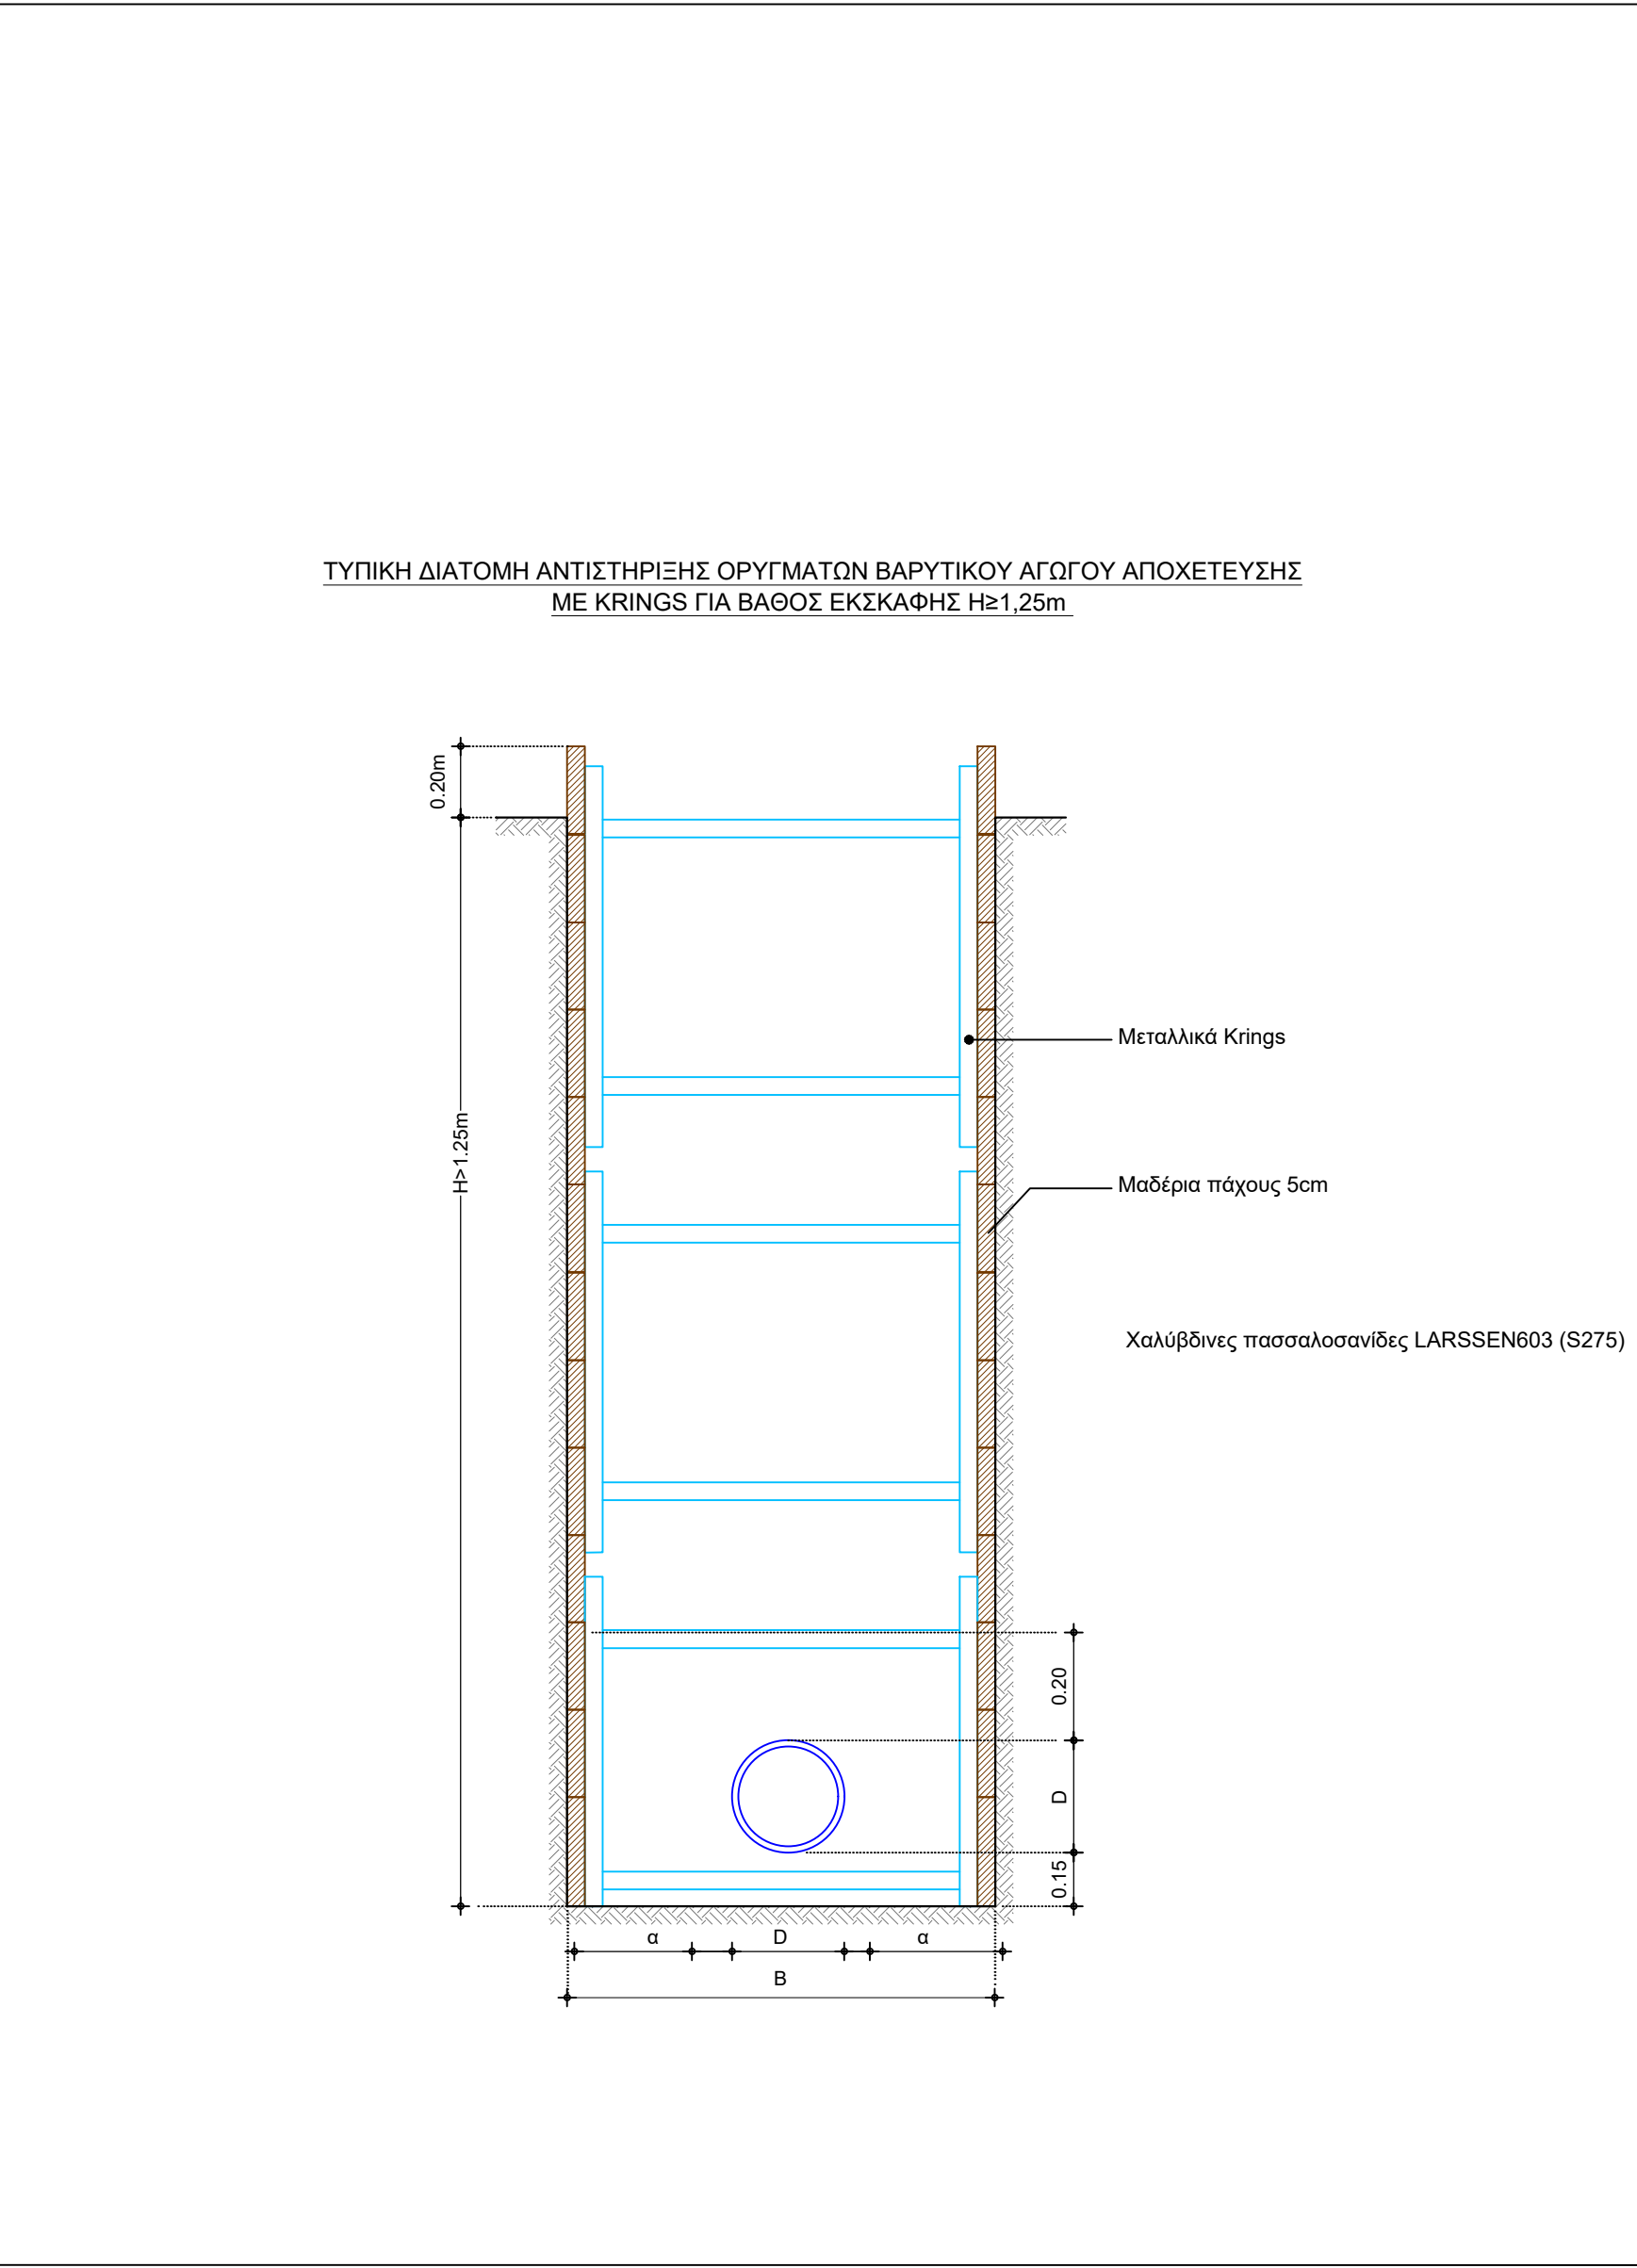 ΤΥΠΙΚΗ ΔΙΑΤΟΜΗ ΑΝΤΙΣΤΗΡΙΞΗΣ ΟΡΥΓΜΑΤΩΝ ΒΑΡΥΤΙΚΟΥ ΑΓΩΓΟΥ ΑΠΟΧΕΤΕΥΣΗΣ
ΜΕ KRINGS ΓΙΑ ΒΑΘΟΣ ΕΚΣΚΑΦΗΣ Η≥1,25m
0.20m
Μεταλλικά Krings
H>1.25m
Μαδέρια πάχους 5cm
Χαλύβδινες πασσαλοσανίδες LARSSEN603 (S275)
0.20
D
0.15
α
D
α
B